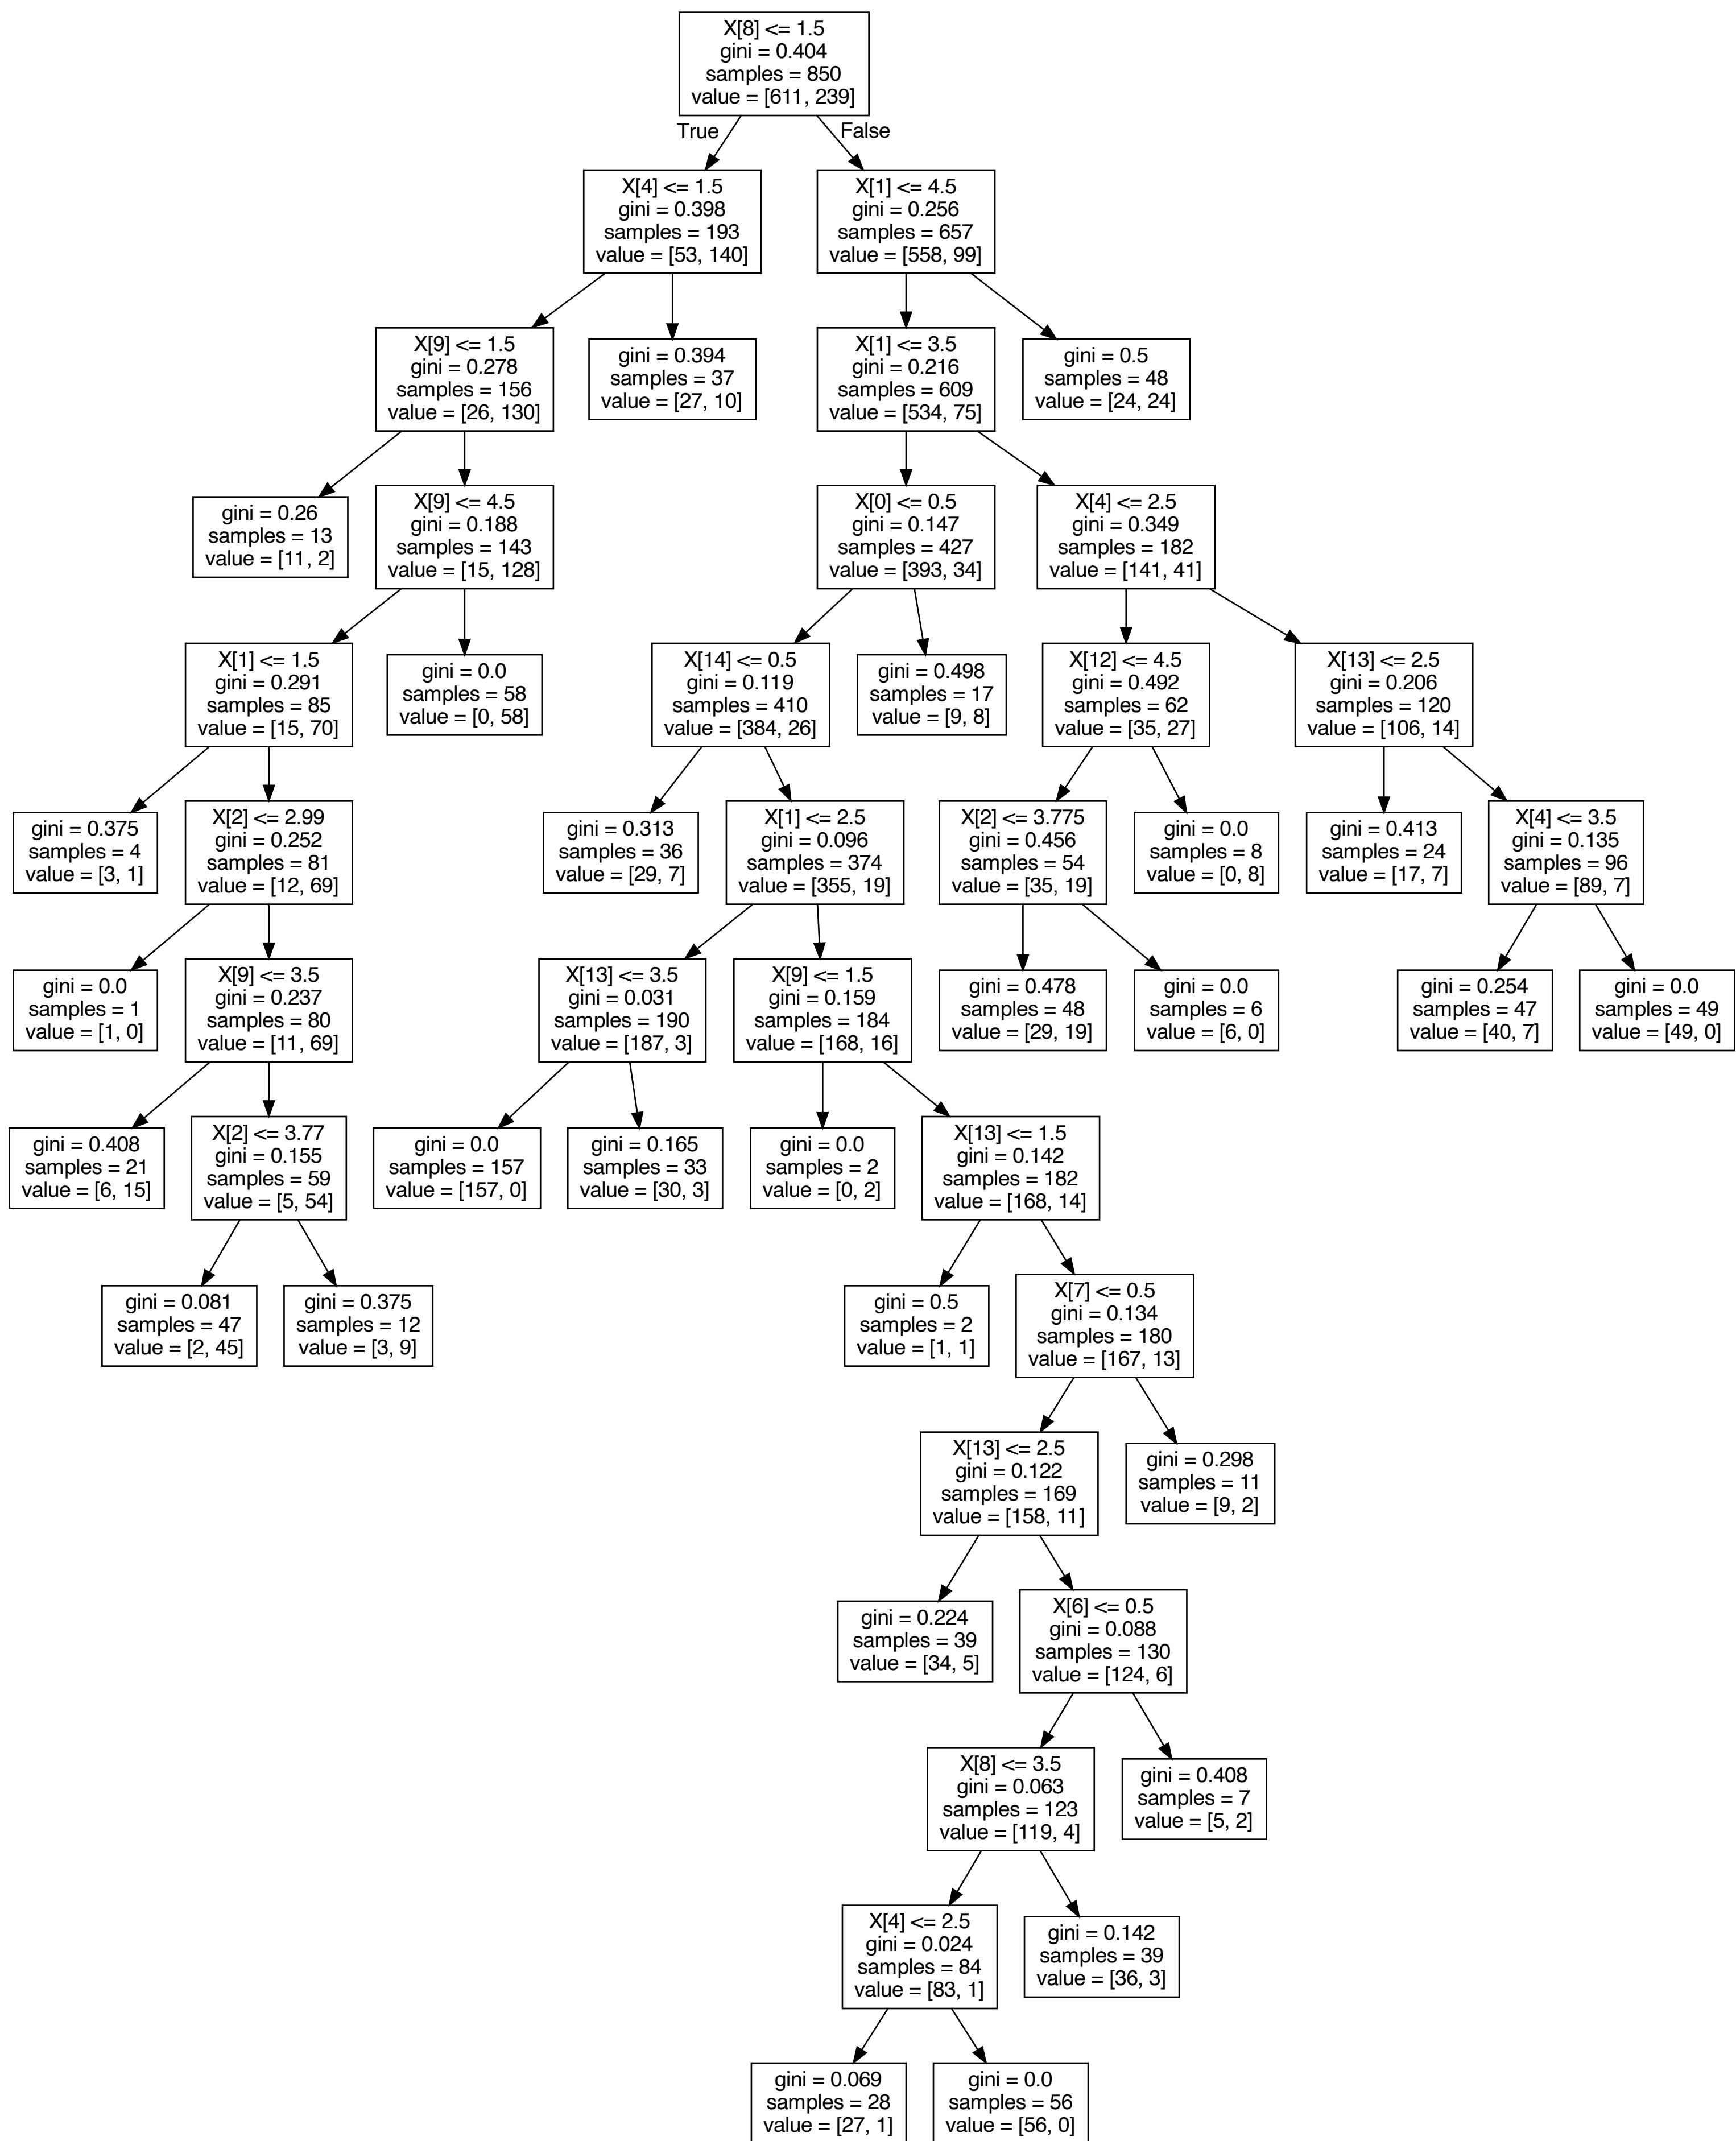 X[8] <= 1.5
gini = 0.404
samples = 850
value = [611, 239]
True
False
X[4] <= 1.5
gini = 0.398
samples = 193
value = [53, 140]
X[1] <= 4.5
gini = 0.256
samples = 657
value = [558, 99]
X[9] <= 1.5
gini = 0.278
samples = 156
value = [26, 130]
gini = 0.394
samples = 37
value = [27, 10]
X[1] <= 3.5
gini = 0.216
samples = 609
value = [534, 75]
gini = 0.5
samples = 48
value = [24, 24]
gini = 0.26
samples = 13
value = [11, 2]
X[9] <= 4.5
gini = 0.188
samples = 143
value = [15, 128]
X[0] <= 0.5
gini = 0.147
samples = 427
value = [393, 34]
X[4] <= 2.5
gini = 0.349
samples = 182
value = [141, 41]
X[1] <= 1.5
gini = 0.291
samples = 85
value = [15, 70]
gini = 0.0
samples = 58
value = [0, 58]
X[14] <= 0.5
gini = 0.119
samples = 410
value = [384, 26]
gini = 0.498
samples = 17
value = [9, 8]
X[12] <= 4.5
gini = 0.492
samples = 62
value = [35, 27]
X[13] <= 2.5
gini = 0.206
samples = 120
value = [106, 14]
gini = 0.375
samples = 4
value = [3, 1]
X[2] <= 2.99
gini = 0.252
samples = 81
value = [12, 69]
gini = 0.313
samples = 36
value = [29, 7]
X[1] <= 2.5
gini = 0.096
samples = 374
value = [355, 19]
X[2] <= 3.775
gini = 0.456
samples = 54
value = [35, 19]
gini = 0.0
samples = 8
value = [0, 8]
gini = 0.413
samples = 24
value = [17, 7]
X[4] <= 3.5
gini = 0.135
samples = 96
value = [89, 7]
gini = 0.0
samples = 1
value = [1, 0]
X[9] <= 3.5
gini = 0.237
samples = 80
value = [11, 69]
X[13] <= 3.5
gini = 0.031
samples = 190
value = [187, 3]
X[9] <= 1.5
gini = 0.159
samples = 184
value = [168, 16]
gini = 0.478
samples = 48
value = [29, 19]
gini = 0.0
samples = 6
value = [6, 0]
gini = 0.254
samples = 47
value = [40, 7]
gini = 0.0
samples = 49
value = [49, 0]
gini = 0.408
samples = 21
value = [6, 15]
X[2] <= 3.77
gini = 0.155
samples = 59
value = [5, 54]
gini = 0.0
samples = 157
value = [157, 0]
gini = 0.165
samples = 33
value = [30, 3]
gini = 0.0
samples = 2
value = [0, 2]
X[13] <= 1.5
gini = 0.142
samples = 182
value = [168, 14]
gini = 0.081
samples = 47
value = [2, 45]
gini = 0.375
samples = 12
value = [3, 9]
gini = 0.5
samples = 2
value = [1, 1]
X[7] <= 0.5
gini = 0.134
samples = 180
value = [167, 13]
X[13] <= 2.5
gini = 0.122
samples = 169
value = [158, 11]
gini = 0.298
samples = 11
value = [9, 2]
gini = 0.224
samples = 39
value = [34, 5]
X[6] <= 0.5
gini = 0.088
samples = 130
value = [124, 6]
X[8] <= 3.5
gini = 0.063
samples = 123
value = [119, 4]
gini = 0.408
samples = 7
value = [5, 2]
X[4] <= 2.5
gini = 0.024
samples = 84
value = [83, 1]
gini = 0.142
samples = 39
value = [36, 3]
gini = 0.069
samples = 28
value = [27, 1]
gini = 0.0
samples = 56
value = [56, 0]